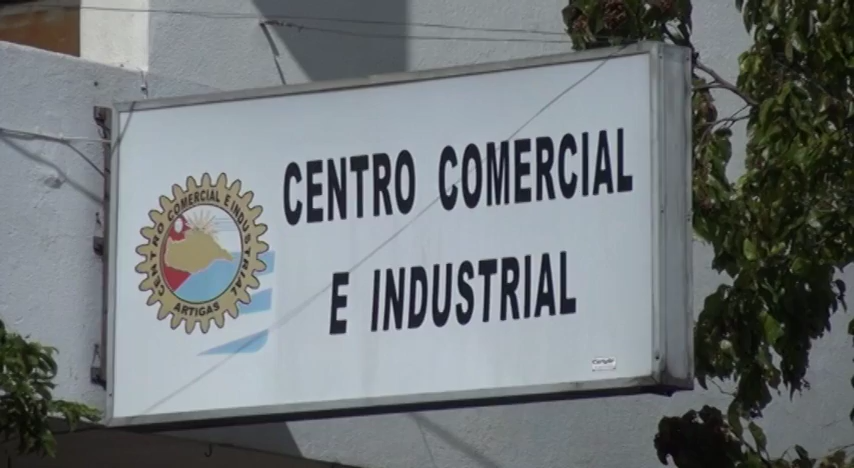 CENTRO COMERCIAL
E INDUSTRIAL
CENTRO COMERCIAL E INDUSTRIAL
ARTIGAS